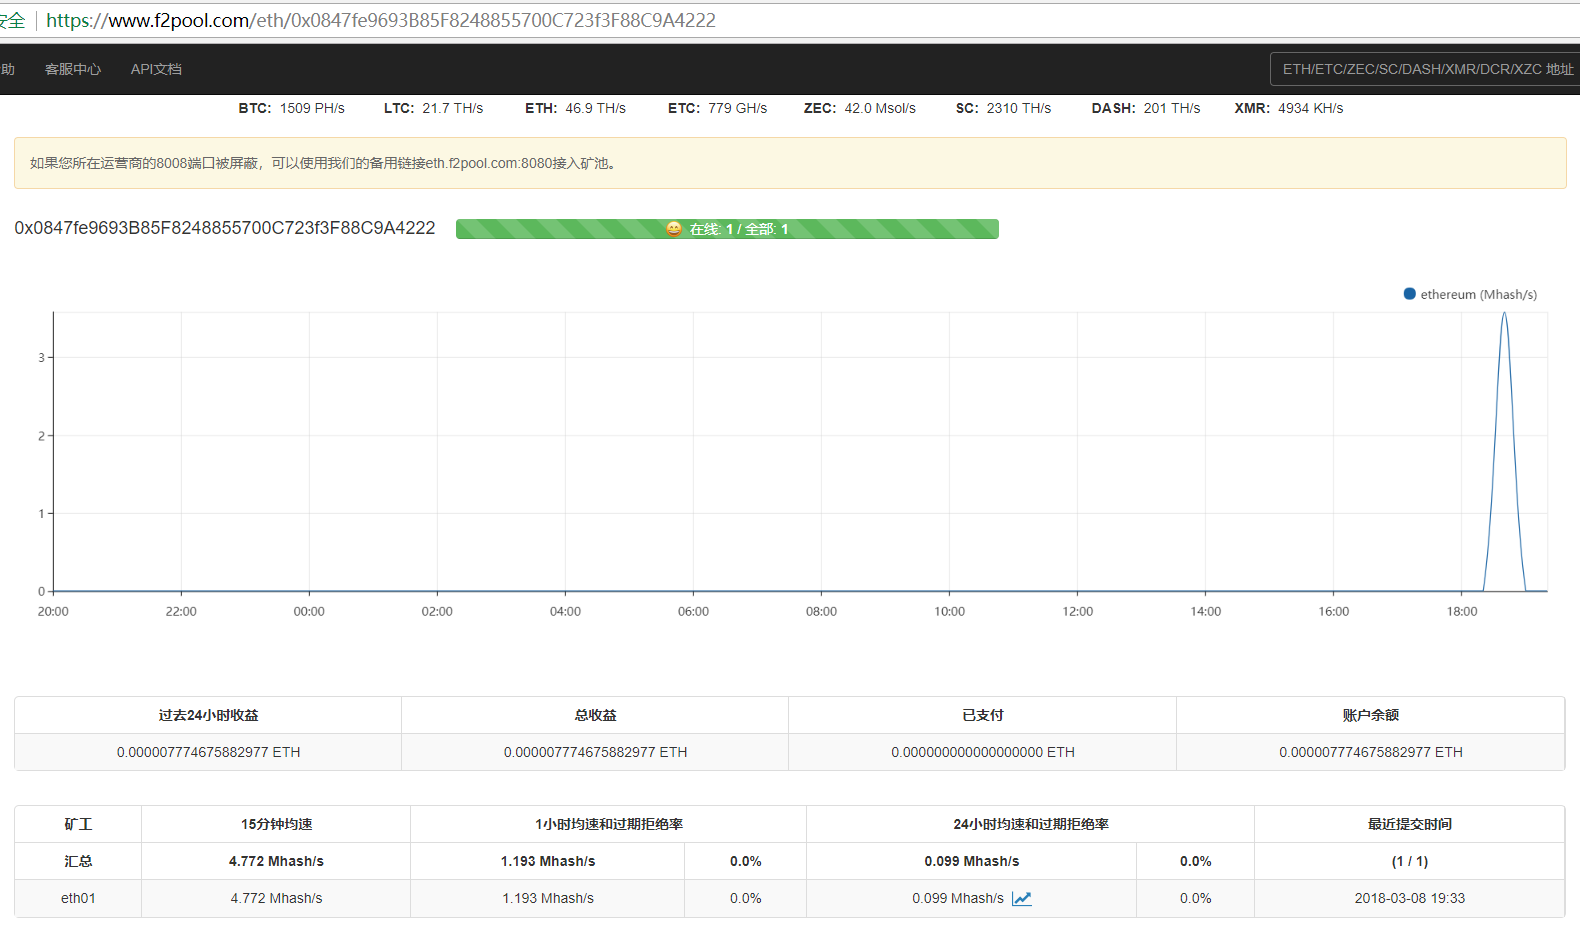 安全 | https://www.f2pool.com/eth/0x0847fe9693B85F8248855700C723f3F88C9A4222
助 客服中心 API文档 ETH/ETC/ZEC/SC/DASH/XMR/DCR/XZC 地址
BTC: 1509 PH/s LTC: 21.7 TH/s ETH: 46.9 TH/s ETC: 779 GH/s ZEC: 42.0 Msol/s SC: 2310 TH/s DASH: 201 TH/s XMR: 4934 KH/s
如果您所在运营商的8008端口被屏蔽，可以使用我们的备用链接eth.f2pool.com:8080接入矿池。
0x0847fe9693B85F8248855700C723f3F88C9A4222 😄 在线: 1 / 全部: 1
ethereum (Mhash/s)
3
2
1
0
20:00 22:00 00:00 02:00 04:00 06:00 08:00 10:00 12:00 14:00 16:00 18:00
过去24小时收益 总收益 已支付 账户余额
0.000007774675882977 ETH 0.000007774675882977 ETH 0.000000000000000000 ETH 0.000007774675882977 ETH
矿工 15分钟均速 1小时均速和过期拒绝率 24小时均速和过期拒绝率 最近提交时间
汇总 4.772 Mhash/s 1.193 Mhash/s 0.0% 0.099 Mhash/s 0.0% (1 / 1)
eth01 4.772 Mhash/s 1.193 Mhash/s 0.0% 0.099 Mhash/s 0.0% 2018-03-08 19:33